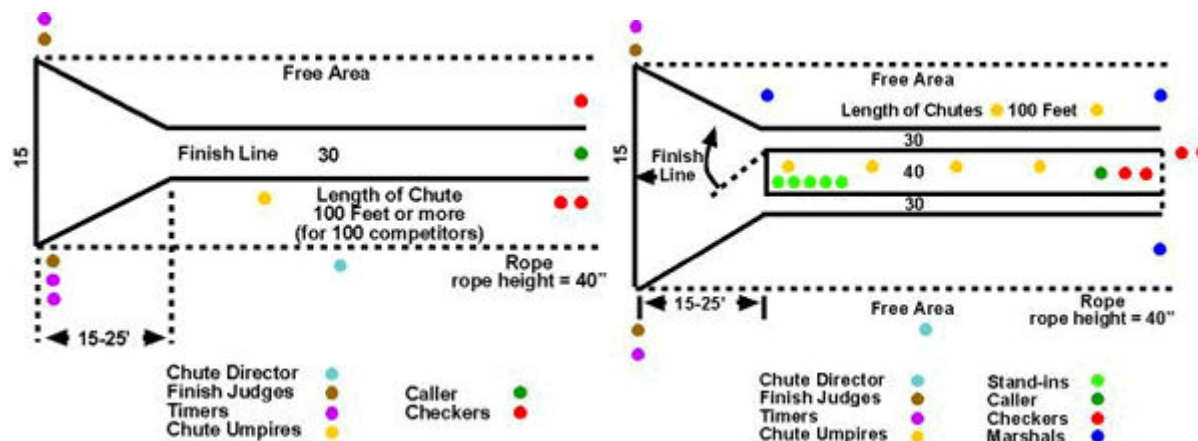 Free Area
15
Finish Line 30
Length of Chute
100 Feet or more
(for 100 competitors)
Rope
rope height = 40"
15-25'
Chute Director
Finish Judges
Timers
Chute Umpires
Caller
Checkers
Free Area
Length of Chutes 100 Feet
15
30
Finish
Line
40
30
15-25'
Free Area
Rope
rope height = 40"
Chute Director
Finish Judges
Timers
Chute Umpires
Stand-ins
Caller
Checkers
Marshals